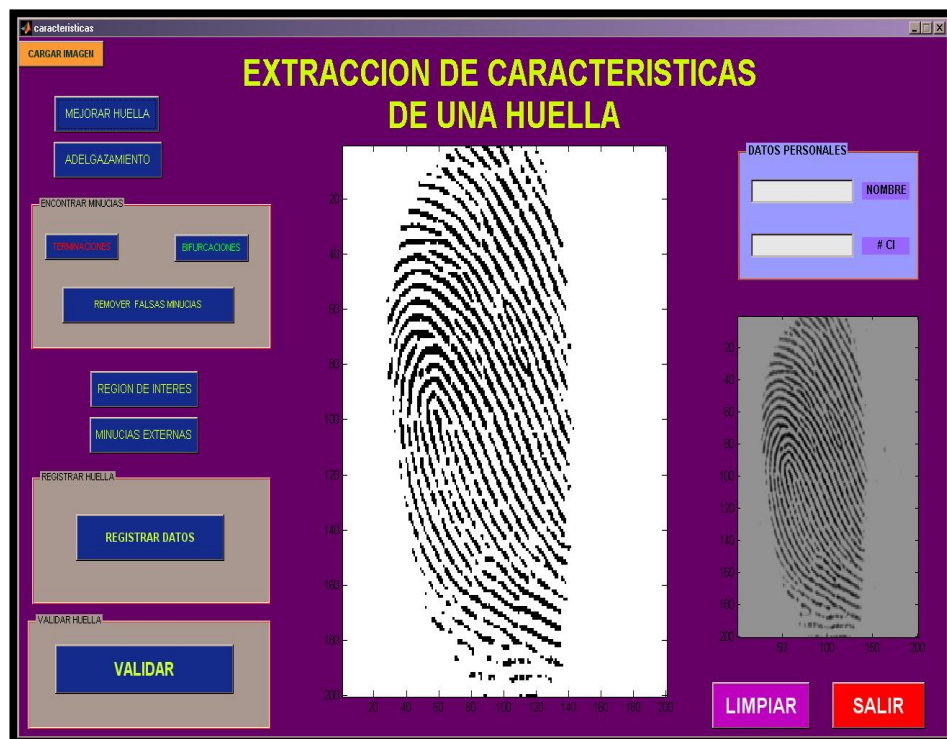 caracteristicas
CARGAR IMAGEN
EXTRACCION DE CARACTERISTICAS
DE UNA HUELLA
MEJORAR HUELLA
ADELGAZAMIENTO
ENCONTRAR MINUCIAS
TERMINACIONES
BIFURCACIONES
REMOVER FALSAS MINUCIAS
REGION DE INTERES
MINUCIAS EXTERNAS
REGISTRAR HUELLA
REGISTRAR DATOS
VALIDAR HUELLA
VALIDAR
20
40
60
80
100
120
140
160
180
200
20 40 60 80 100 120 140 160 180 200
DATOS PERSONALES
NOMBRE
# CI
20
40
60
80
100
120
140
160
180
200
50 100 150 200
LIMPIAR
SALIR